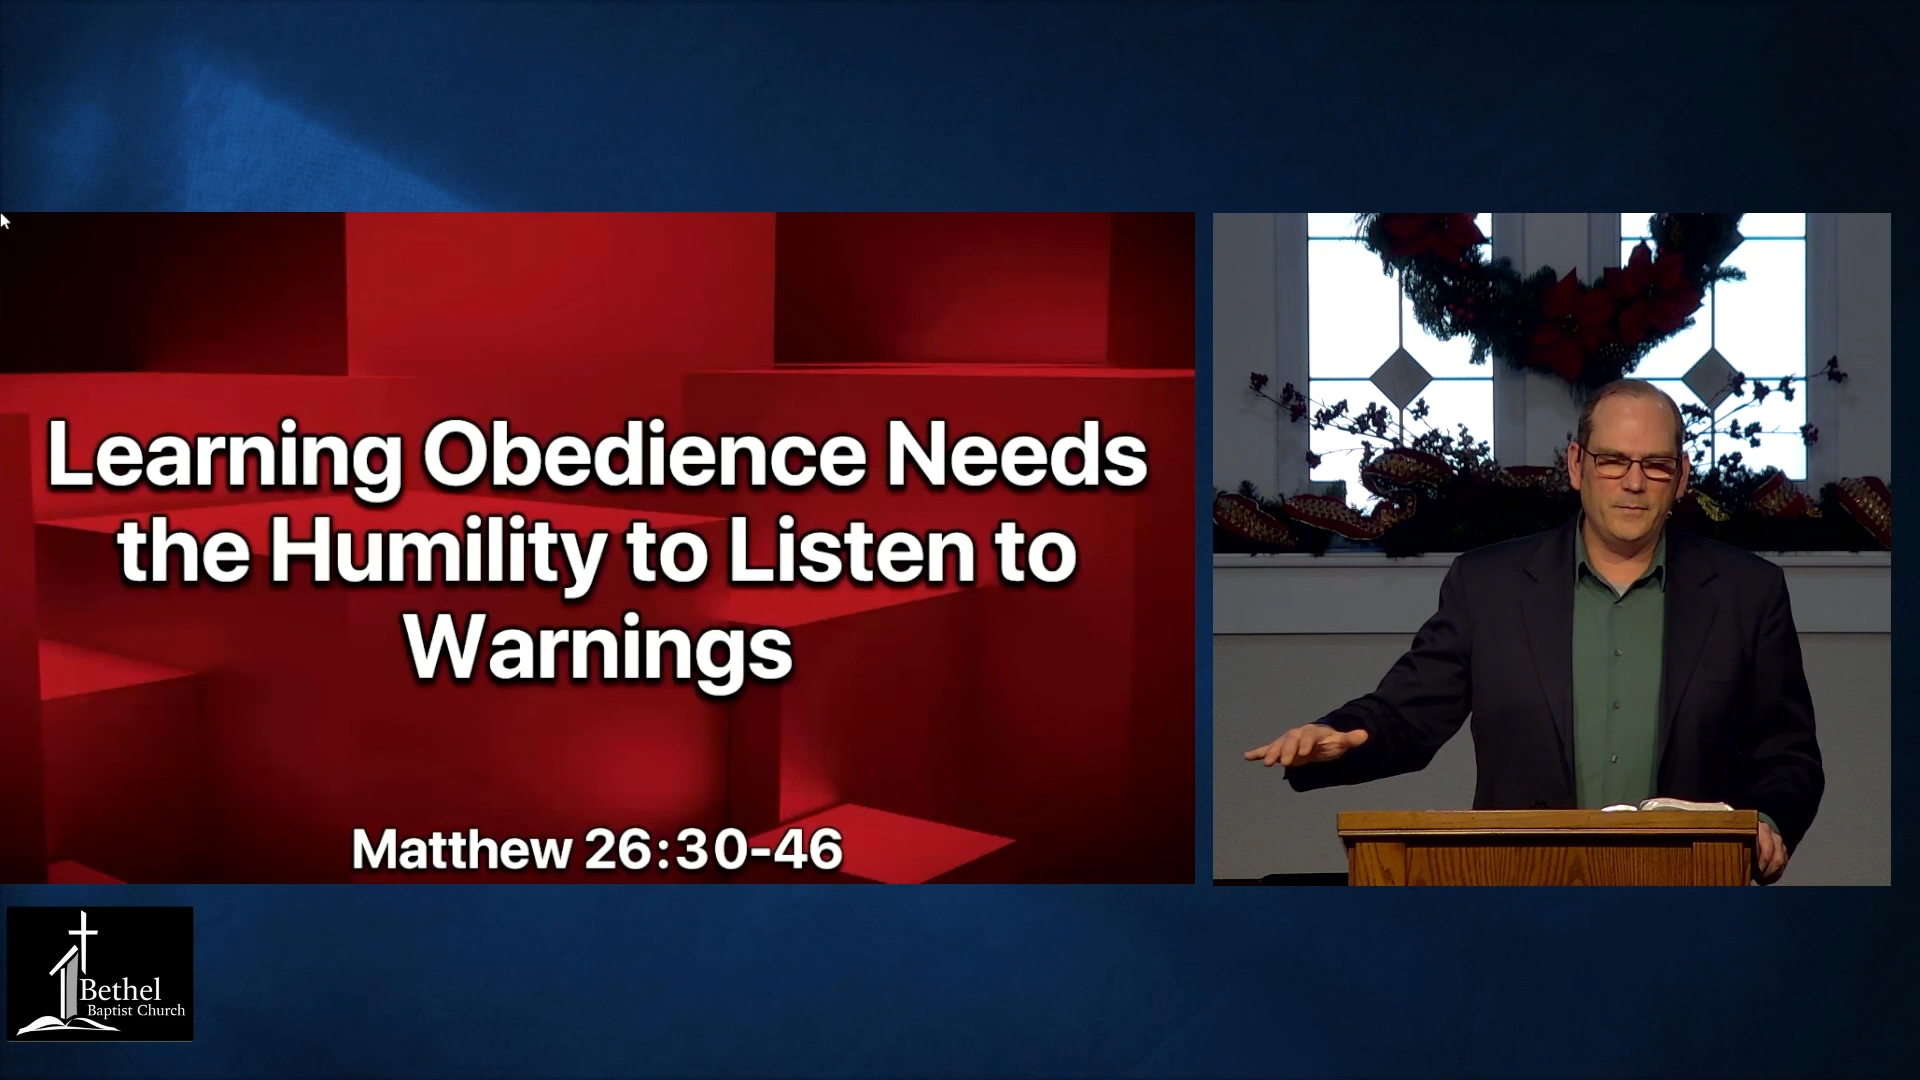 Learning Obedience Needs
the Humility to Listen to
Warnings
Matthew 26:30-46
Bethel
Baptist Church